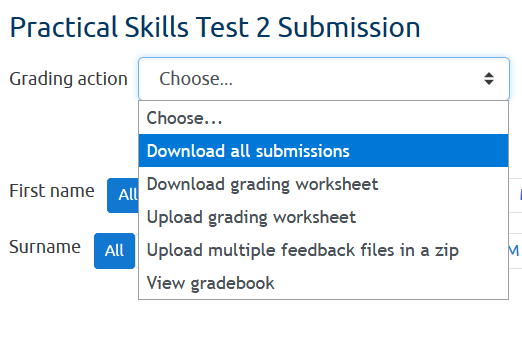 Practical Skills Test 2 Submission
Grading action Choose...
Choose...
Download all submissions
Download grading worksheet
First name All
Upload grading worksheet
Surname All M
Upload multiple feedback files in a zip
View gradebook